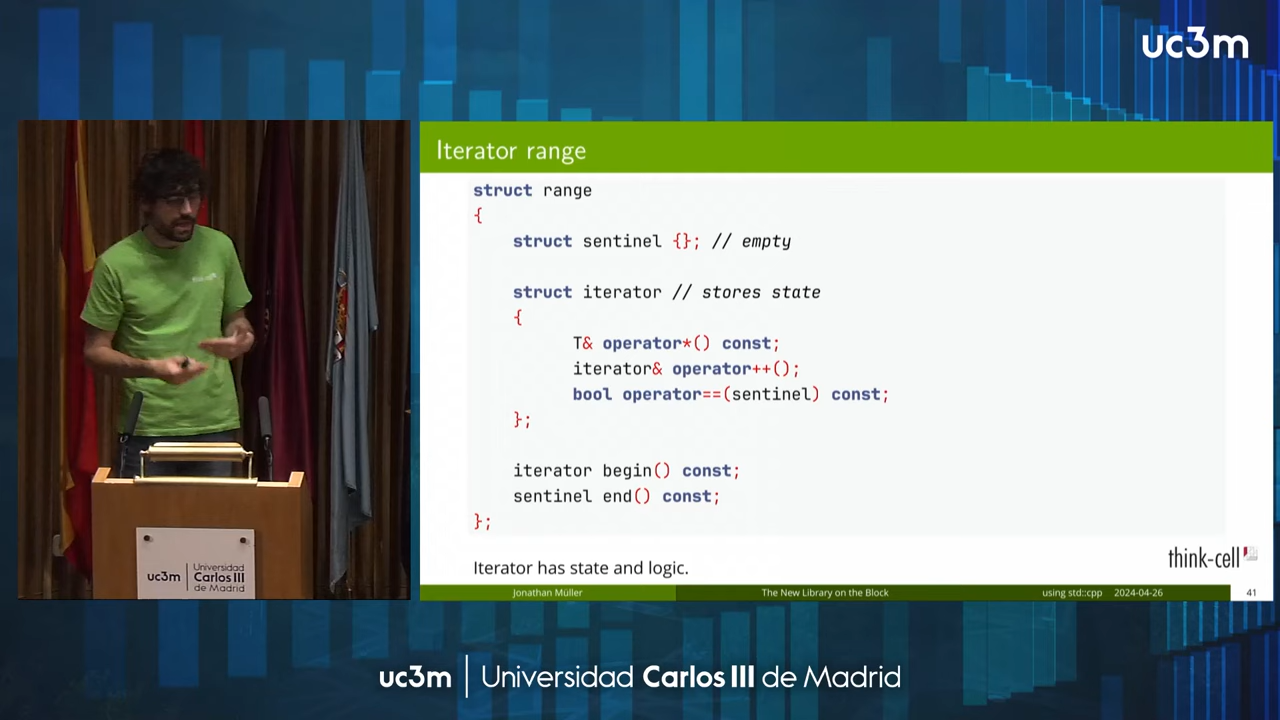 uc3m
Iterator range
struct range
{
struct sentinel {}; // empty
struct iterator // stores state
{
T& operator*() const;
iterator& operator++();
bool operator==(sentinel) const;
};
iterator begin() const;
sentinel end() const;
};
Iterator has state and logic.
think-cell
Jonathan Müller
The New Library on the Block
using std::cpp 2024-04-26
41
uc3m
Universidad
Carlos III
de Madrid
uc3m Universidad Carlos III de Madrid